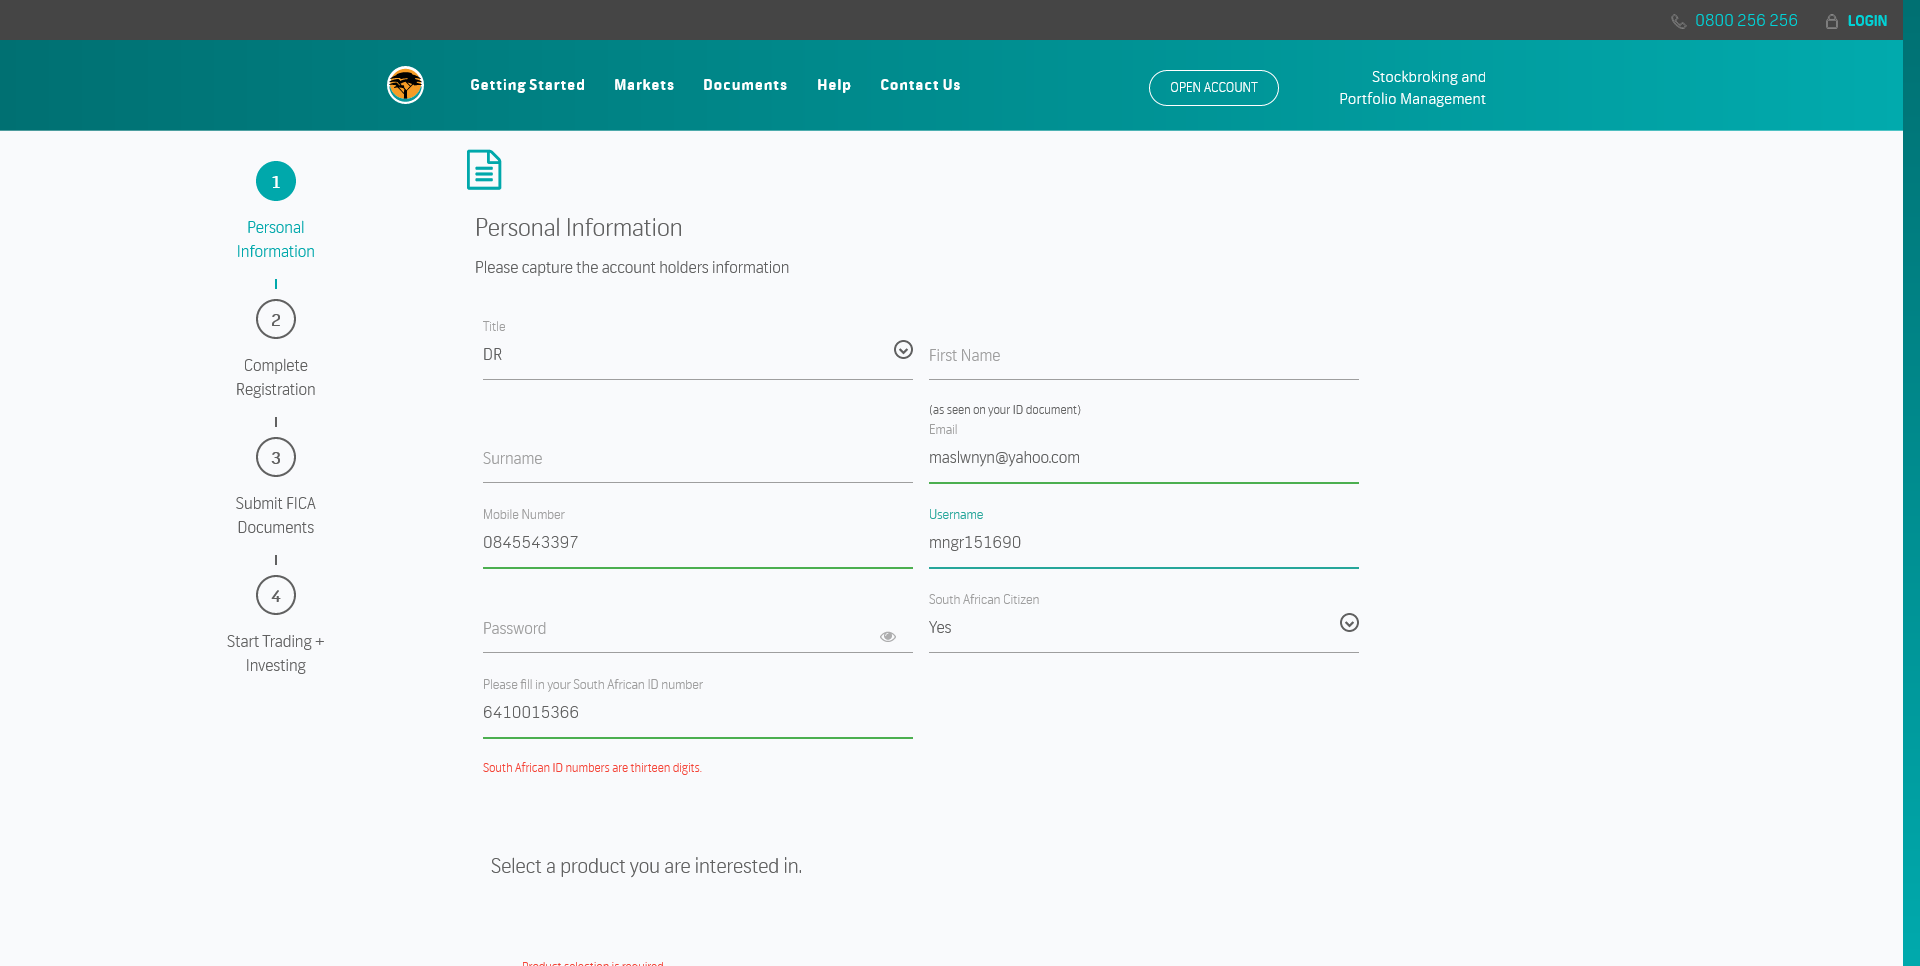 0800 256 256
LOGIN
Getting Started
Markets
Documents
Help
Contact Us
OPEN ACCOUNT
Stockbroking and
Portfolio Management
1
Personal
Information
2
Complete
Registration
3
Submit FICA
Documents
4
Start Trading +
Investing
Personal Information
Please capture the account holders information
Title
DR
First Name
(as seen on your ID document)
Surname
Email
maslwnyn@yahoo.com
Mobile Number
0845543397
Username
mngr151690
Password
South African Citizen
Yes
Please fill in your South African ID number
6410015366
South African ID numbers are thirteen digits.
Select a product you are interested in.
Product selection is required